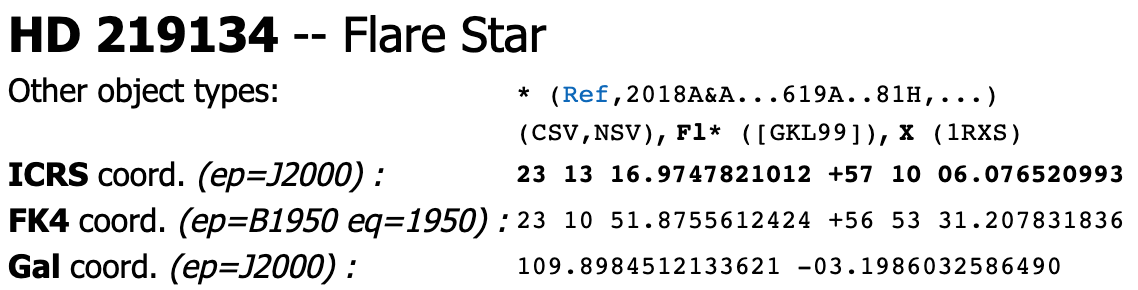 HD 219134 -- Flare Star
Other object types: * (Ref,2018A&A...619A..81H,...)
(CSV,NSV), Fl* ([GKL99]), X (1RXS)
ICRS coord. (ep=J2000) : 23 13 16.9747821012 +57 10 06.076520993
FK4 coord. (ep=B1950 eq=1950) : 23 10 51.8755612424 +56 53 31.207831836
Gal coord. (ep=J2000) : 109.8984512133621 -03.1986032586490